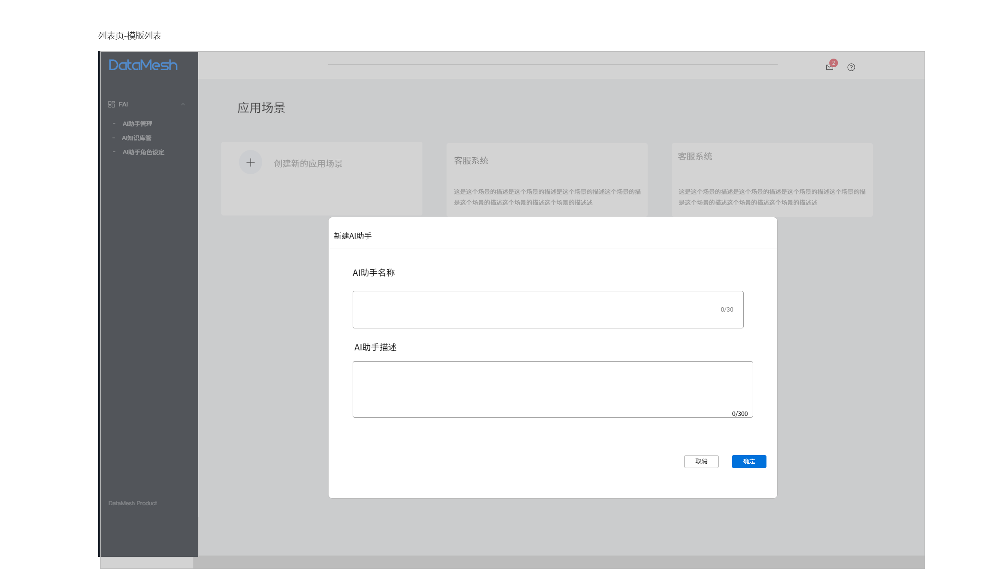 列表页-模版列表
DataMesh
2
FAI
应用场景
- AI助手管理
- AI知识库管
- AI助手角色设定
创建新的应用场景
客服系统
这是这个场景的描述是这个场景的描述是这个场景的描述这个场景的描
是这个场景的描述这个场景的描述这个场景的描述述
客服系统
这是这个场景的描述是这个场景的描述是这个场景的描述这个场景的描
是这个场景的描述这个场景的描述这个场景的描述述
新建AI助手
AI助手名称
0/30
AI助手描述
0/300
取消
确定
DataMesh Product